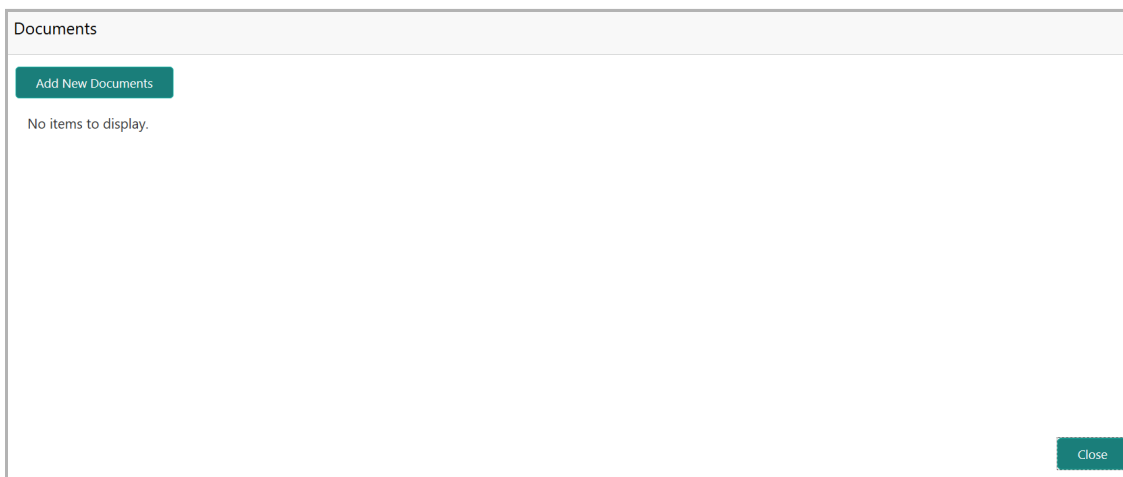 Documents
Add New Documents
No items to display.
Close